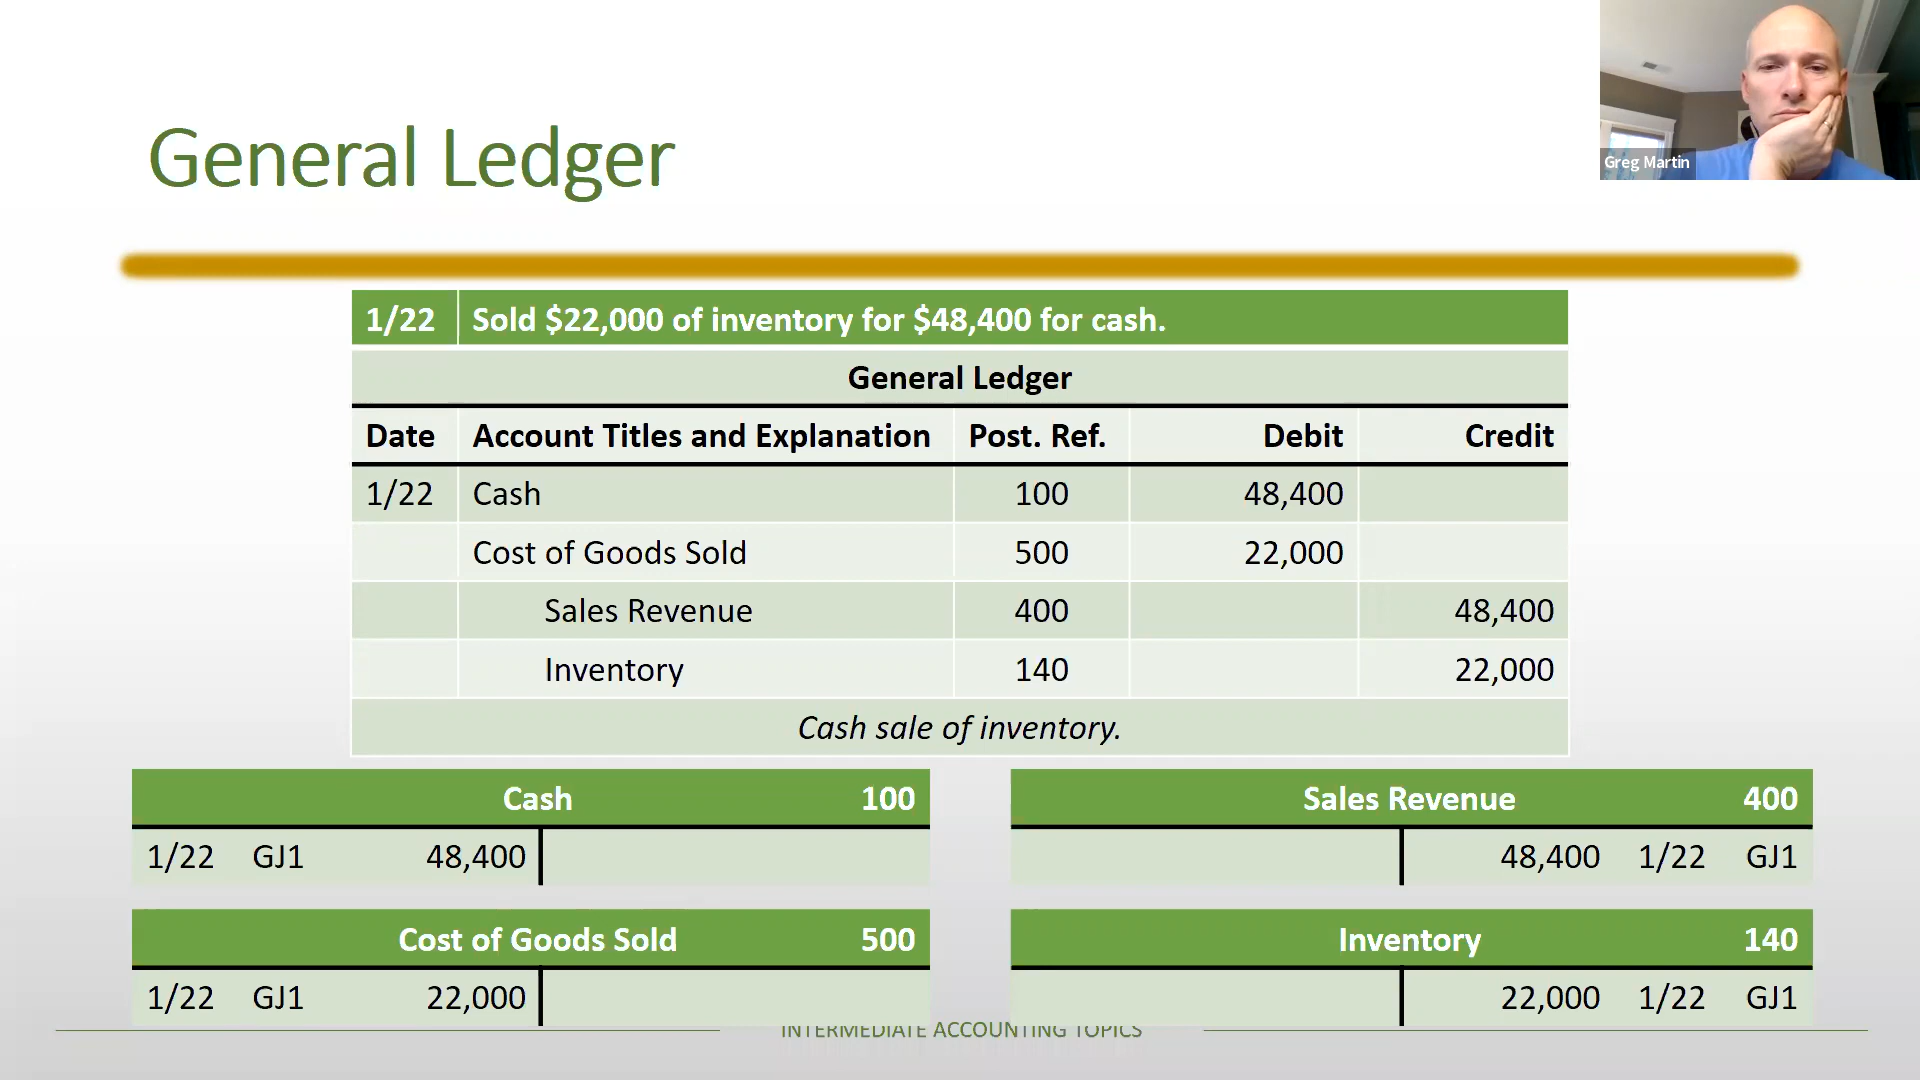 Greg Martin
General Ledger
1/22 Sold $22,000 of inventory for $48,400 for cash.
General Ledger
Date Account Titles and Explanation Post. Ref. Debit Credit
1/22 Cash 100 48,400
Cost of Goods Sold 500 22,000
Sales Revenue 400 48,400
Inventory 140 22,000
Cash sale of inventory.
Cash 100
1/22 GJ1 48,400
Cost of Goods Sold 500
1/22 GJ1 22,000
Sales Revenue 400
48,400 1/22 GJ1
Inventory 140
22,000 1/22 GJ1
INTERMEDIATE ACCOUNTING TOPICS